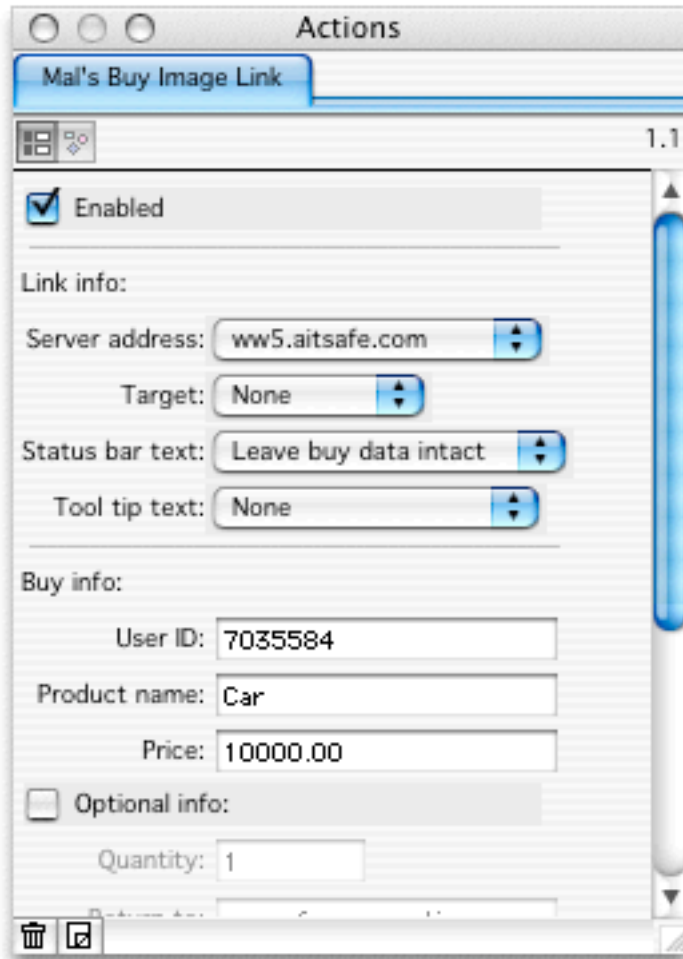 Actions
Mal's Buy Image Link
1.1
Enabled
Link info:
Server address: ww5.aitsafe.com
Target: None
Status bar text: Leave buy data intact
Tool tip text: None
Buy info:
User ID: 7035584
Product name: Car
Price: 10000.00
Optional info:
Quantity: 1